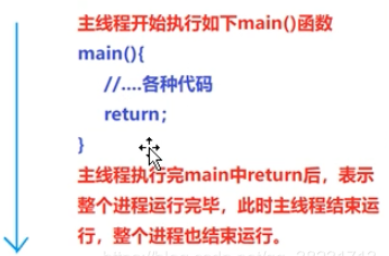 主线程开始执行如下main()函数
main(){
//....各种代码
return;
}
主线程执行完main中return后，表示
整个进程运行完毕，此时主线程结束运
行，整个进程也结束运行。